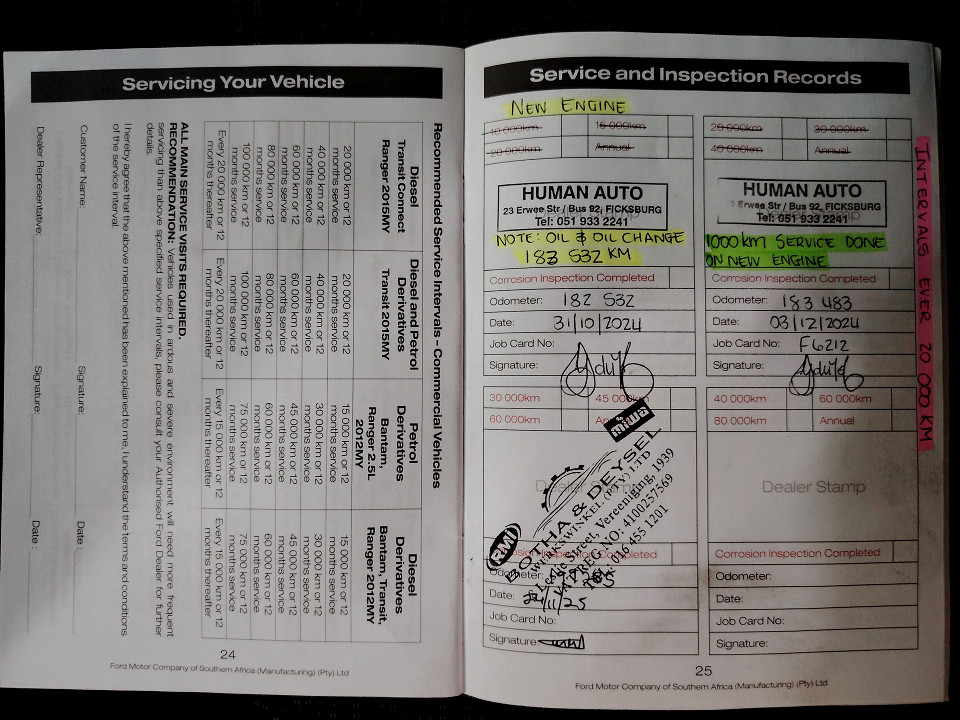 Servicing Your Vehicle
Recommended Service Intervals - Commercial Vehicles
Diesel
Transit Connect
Ranger 2015MY
20 000 km or 12
months service
40 000 km or 12
months service
60 000 km or 12
months service
80 000 km or 12
months service
100 000 km or 12
months service
Every 20 000 km or 12
months thereafter
Diesel and Petrol
Derivatives
Transit 2015MY
20 000 km or 12
months service
40 000 km or 12
months service
60 000 km or 12
months service
80 000 km or 12
months service
100 000 km or 12
months service
Every 20 000 km or 12
months thereafter
Petrol
Derivatives
Bantam,
Ranger 2.5L
2012MY
15 000 km or 12
months service
30 000 km or 12
months service
45 000 km or 12
months service
60 000 km or 12
months service
75 000 km or 12
months service
Every 15 000 km or 12
months thereafter
Diesel
Derivatives
Bantam, Transit,
Ranger 2012MY
15 000 km or 12
months service
30 000 km or 12
months service
45 000 km or 12
months service
60 000 km or 12
months service
75 000 km or 12
months service
Every 15 000 km or 12
months thereafter
ALL MAIN SERVICE VISITS REQUIRED.
RECOMMENDATION: Vehicles used in ardous and severe environment will need more frequent
servicing than above specified service intervals, please consult your Authorised Ford Dealer for further
details.
I hereby agree that the above mentioned has been explained to me, I understand the terms and conditions
of the service interval.
Customer Name: Signature: Date :
Dealer Representative: Signature: Date :
24
Ford Motor Company of Southern Africa (Manufacturing) (Pty) Ltd
Service and Inspection Records
INTERVALS EVER 20 000 KM
NEW ENGINE
10 000km 15 000km
20 000km Annual
HUMAN AUTO
23 Erwee Str / Bus 92, FICKSBURG
Tel: 051 933 2241
NOTE: OIL & OIL CHANGE
183 532 KM
Corrosion Inspection Completed
Odometer: 182 532
Date: 31/10/2024
Job Card No:
Signature:
20 000km 30 000km
40 000km Annual
HUMAN AUTO
Erwee Str / Bus 92, FICKSBURG
Tel: 051 933 2241
1000km SERVICE DONE
ON NEW ENGINE
Corrosion Inspection Completed
Odometer: 183 483
Date: 03/12/2024
Job Card No: F6212
Signature:
30 000km 45 000km
60 000km
miwa
BOTHA & DEYSEL
(PTY) LTD
Leslie Street, Vereeniging, 1939
VAT REG NO: 4100257569
016 455 1201
RMI
Corrosion Inspection Completed
Odometer:
Date:
Job Card No:
Signature
40 000km 60 000km
80 000km Annual
Dealer Stamp
Corrosion Inspection Completed
Odometer:
Date:
Job Card No:
Signature:
25
Ford Motor Company of Southern Africa (Manufacturing) (Pty) Ltd